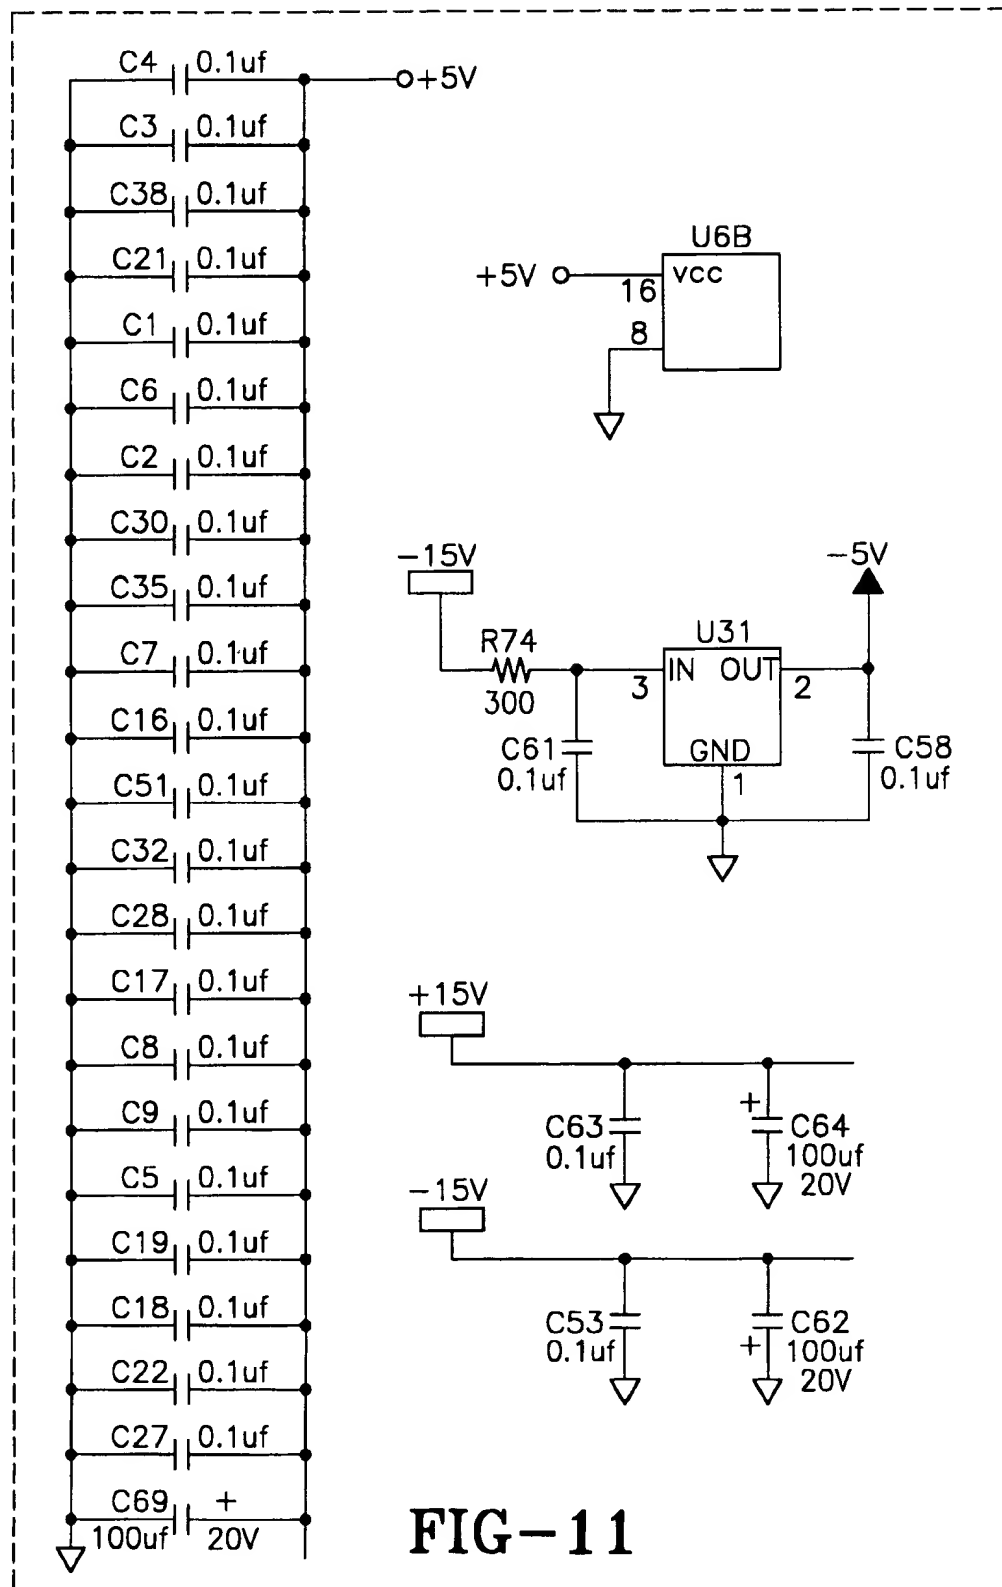 C4 0.1uf
+5V
C3 0.1uf
C38 0.1uf
C21 0.1uf
C1 0.1uf
C6 0.1uf
C2 0.1uf
C30 0.1uf
C35 0.1uf
C7 0.1uf
C16 0.1uf
C51 0.1uf
C32 0.1uf
C28 0.1uf
C17 0.1uf
C8 0.1uf
C9 0.1uf
C5 0.1uf
C19 0.1uf
C18 0.1uf
C22 0.1uf
C27 0.1uf
C69 +
100uf 20V
U6B
+5V
16
VCC
8
-15V
-5V
R74
300
U31
3
IN OUT
2
GND
1
C61
0.1uf
C58
0.1uf
+15V
C63
0.1uf
+
C64
100uf
20V
-15V
C53
0.1uf
+
C62
100uf
20V
FIG-11